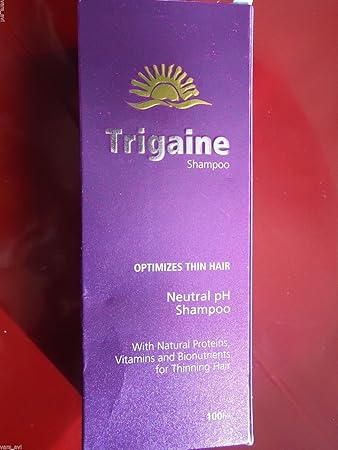 Trigaine
Shampoo
OPTIMIZES THIN HAIR
Neutral pH
Shampoo
With Natural Proteins,
Vitamins and Bionutrients
for Thinning Hair